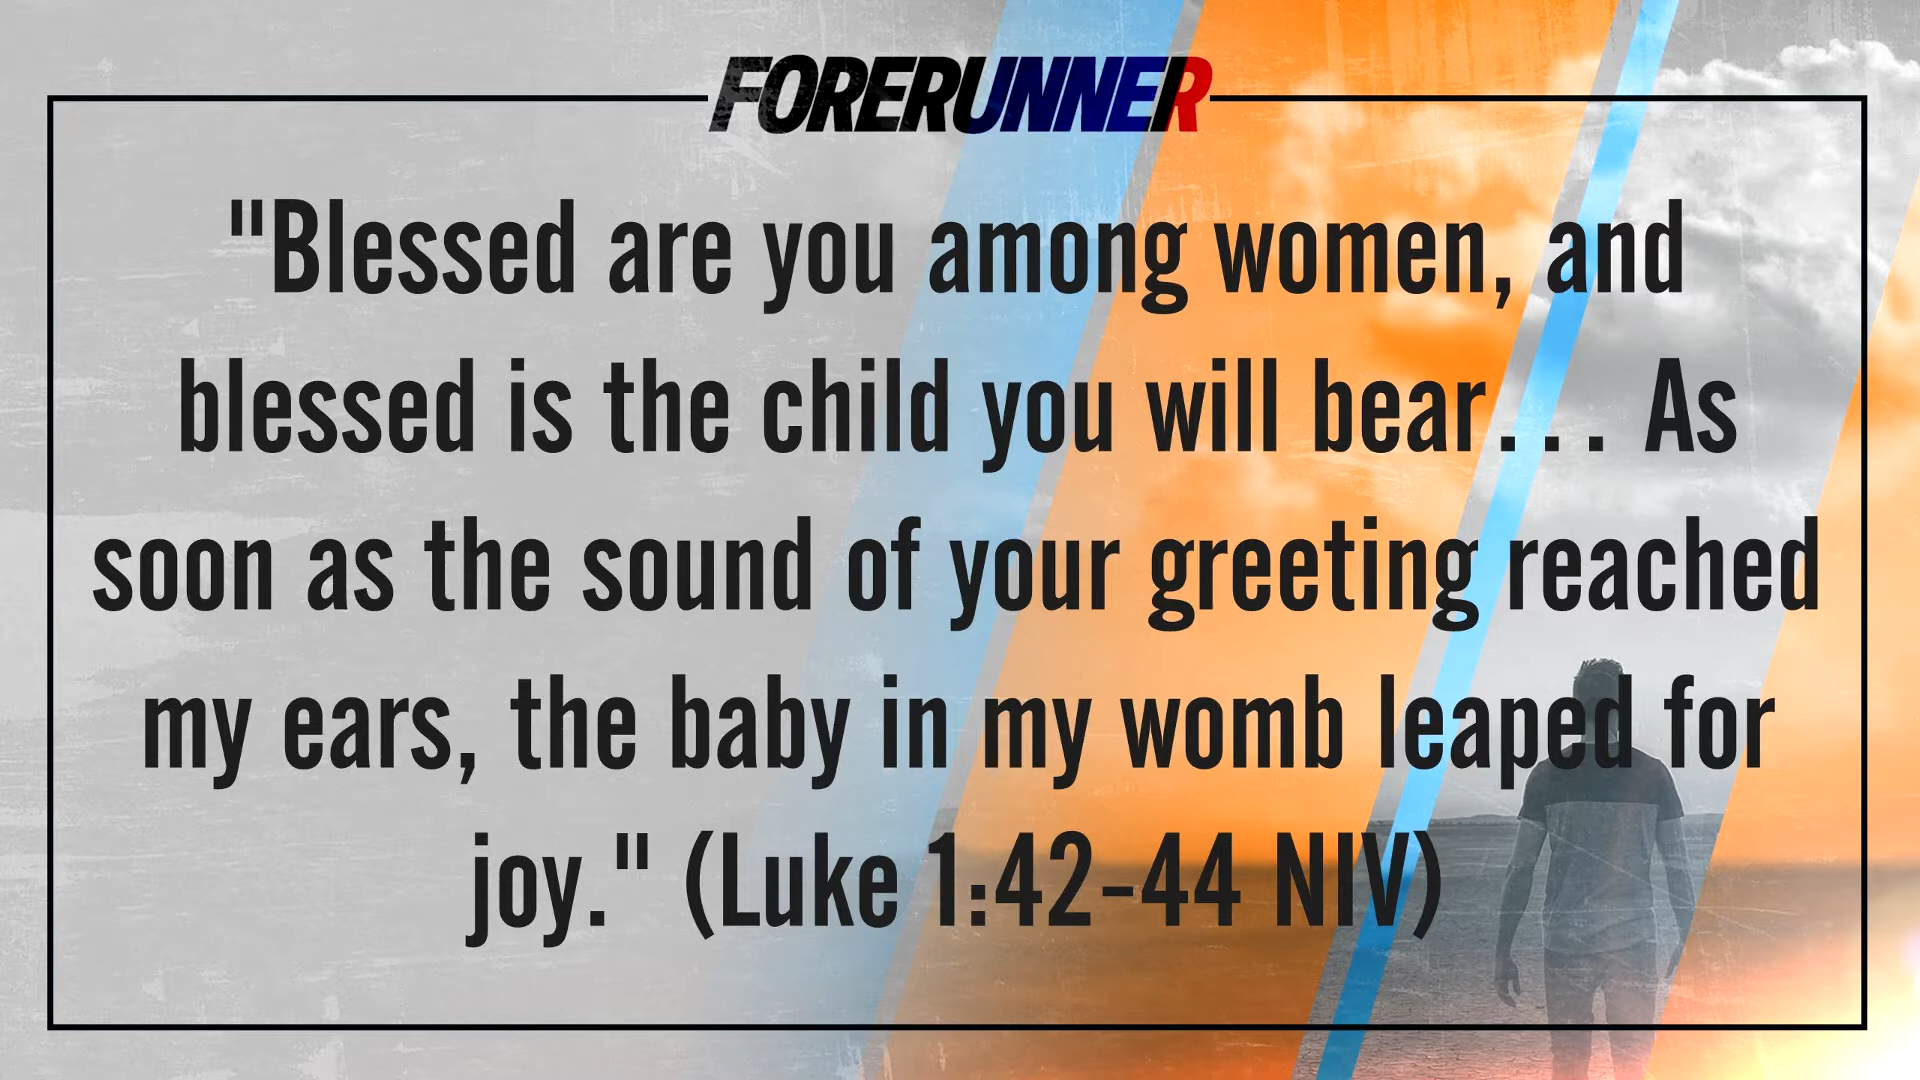 FORERUNNER
"Blessed are you among women, and
blessed is the child you will bear... As
soon as the sound of your greeting reached
my ears, the baby in my womb leaped for
joy." (Luke 1:42-44 NIV)